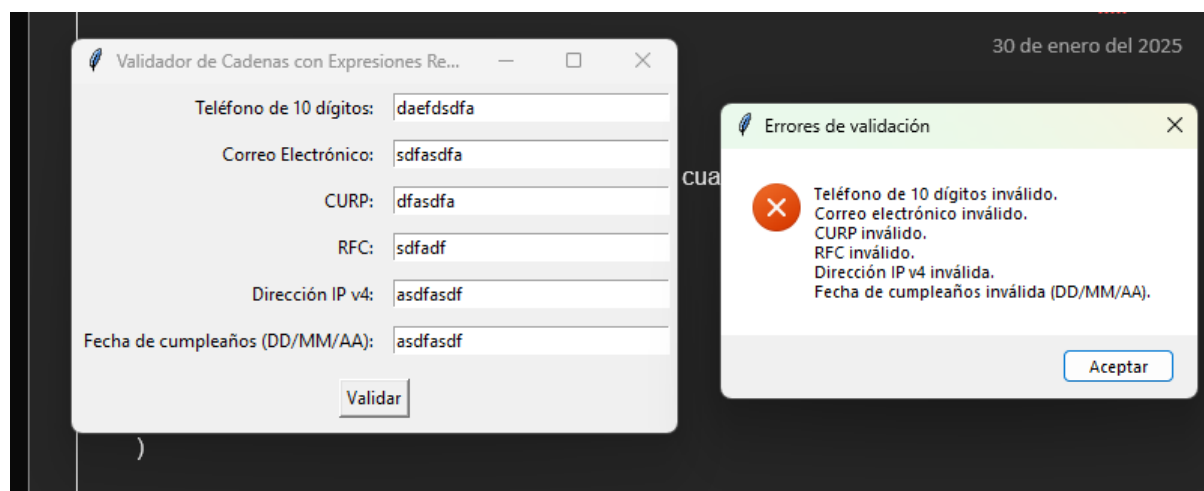 30 de enero del 2025
Validador de Cadenas con Expresiones Re...
Teléfono de 10 dígitos: daefdsdfa
Correo Electrónico: sdfasdfa
CURP: dfasdfa
RFC: sdfadf
Dirección IP v4: asdfasdf
Fecha de cumpleaños (DD/MM/AA): asdfasdf
Validar
)
cua
Errores de validación
Teléfono de 10 dígitos inválido.
Correo electrónico inválido.
CURP inválido.
RFC inválido.
Dirección IP v4 inválida.
Fecha de cumpleaños inválida (DD/MM/AA).
Aceptar